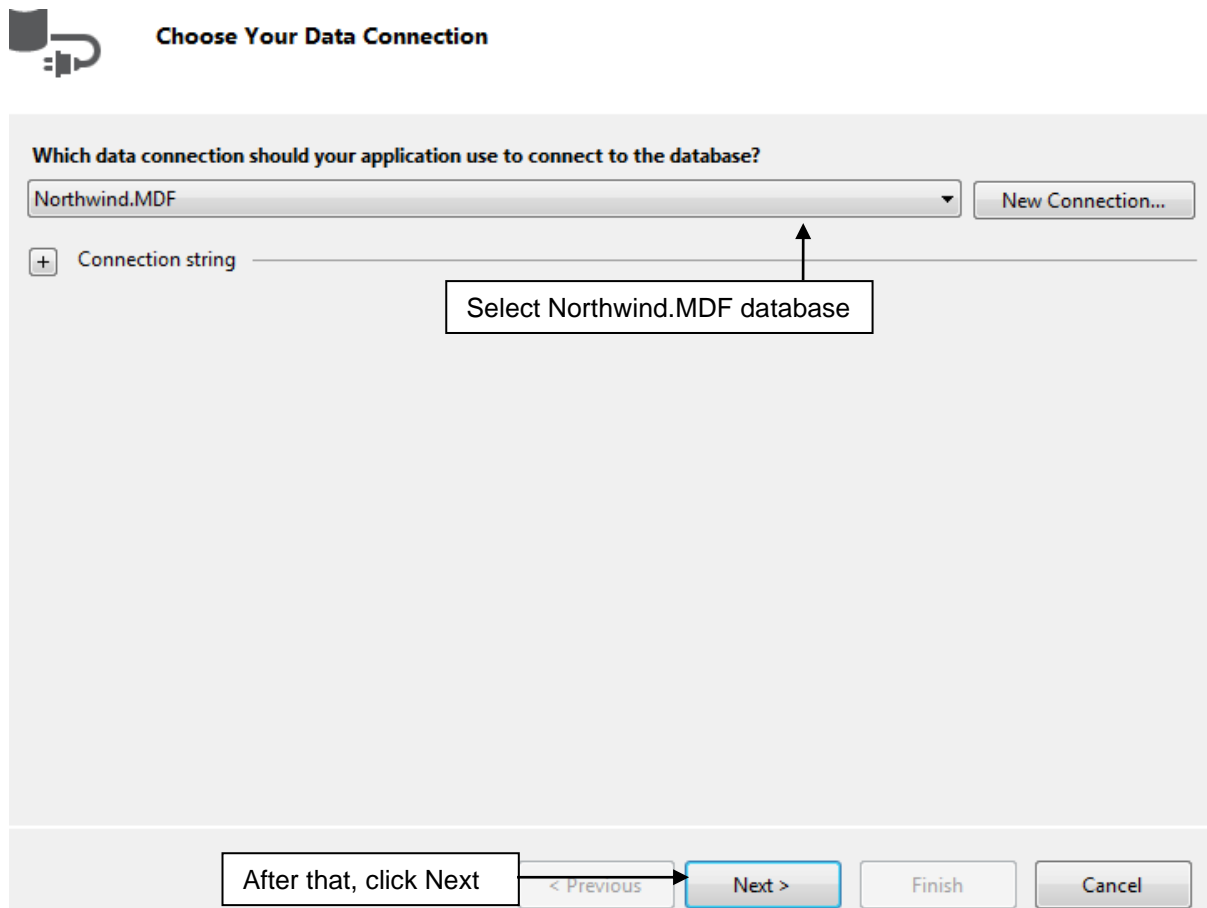 Choose Your Data Connection
Which data connection should your application use to connect to the database?
Northwind.MDF
New Connection...
+ Connection string
Select Northwind.MDF database
After that, click Next
< Previous
Next >
Finish
Cancel